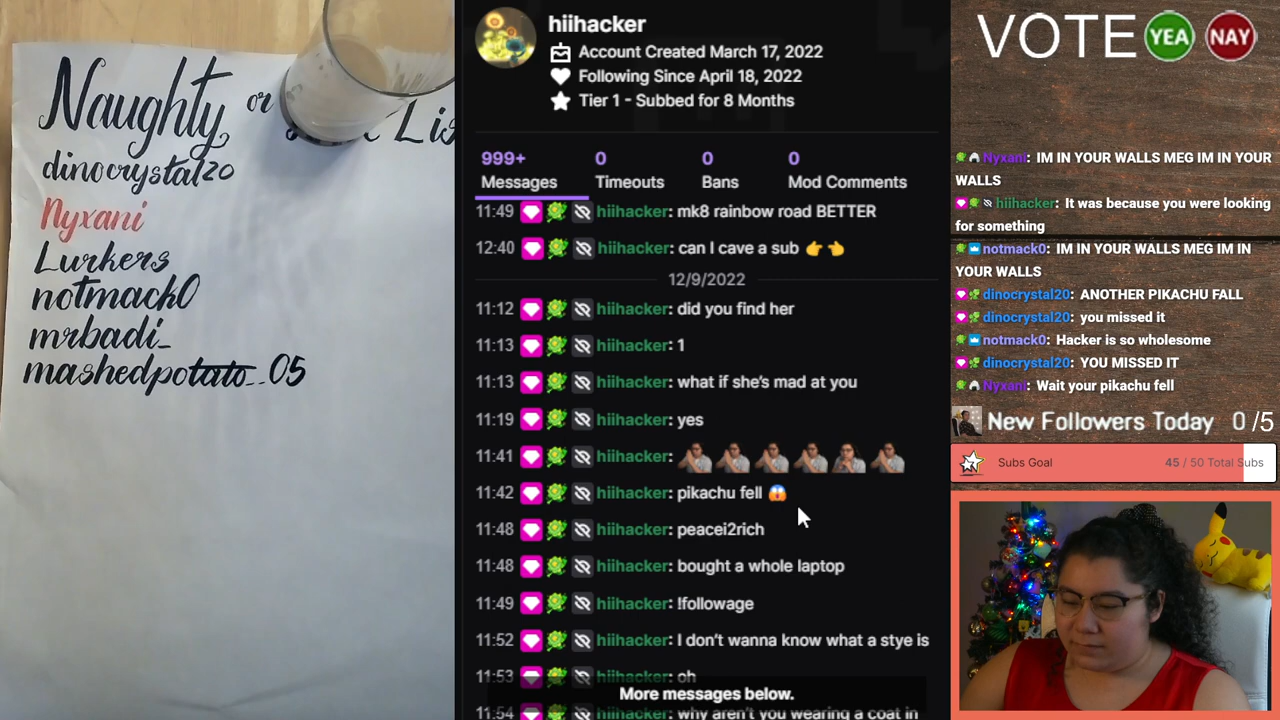 Naughty or
dinocrystal20
Nyxani
Lurkers
notmack0
mrbadi_
mashedpotato_05
hiihacker
Account Created March 17, 2022
Following Since April 18, 2022
Tier 1 - Subbed for 8 Months
999+ 0 0 0
Messages Timeouts Bans Mod Comments
11:49 hiihacker: mk8 rainbow road BETTER
12:40 hiihacker: can I cave a sub 👉👈
12/9/2022
11:12 hiihacker: did you find her
11:13 hiihacker: 1
11:13 hiihacker: what if she's mad at you
11:19 hiihacker: yes
11:41 hiihacker:
11:42 hiihacker: pikachu fell 😱
11:48 hiihacker: peacei2rich
11:48 hiihacker: bought a whole laptop
11:49 hiihacker: !followage
11:52 hiihacker: I don't wanna know what a stye is
11:53 hiihacker: oh
More messages below.
11:54 hiihacker: why aren't you wearing a coat in
VOTE YEA NAY
Nyxani: IM IN YOUR WALLS MEG IM IN YOUR
WALLS
hiihacker: It was because you were looking
for something
notmack0: IM IN YOUR WALLS MEG IM IN
YOUR WALLS
dinocrystal20: ANOTHER PIKACHU FALL
dinocrystal20: you missed it
notmack0: Hacker is so wholesome
dinocrystal20: YOU MISSED IT
Nyxani: Wait your pikachu fell
New Followers Today 0 /5
Subs Goal 45 / 50 Total Subs